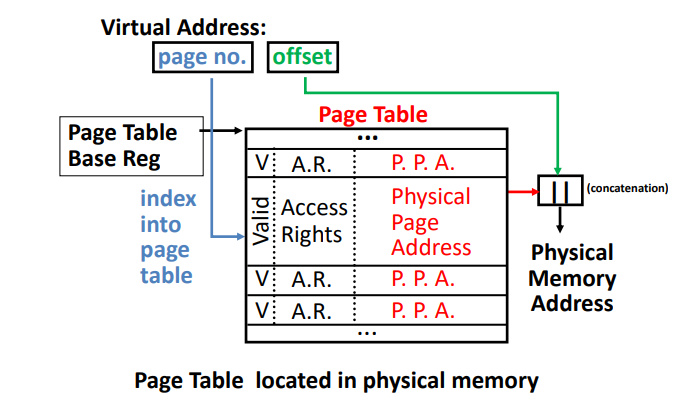 Virtual Address:
page no. offset
Page Table
Page Table
Base Reg
...
V A.R. P. P. A.
index
into
page
table
Valid
Access
Rights
Physical
Page
Address
|| (concatenation)
Physical
Memory
Address
V A.R. P. P. A.
V A.R. P. P. A.
...
Page Table located in physical memory